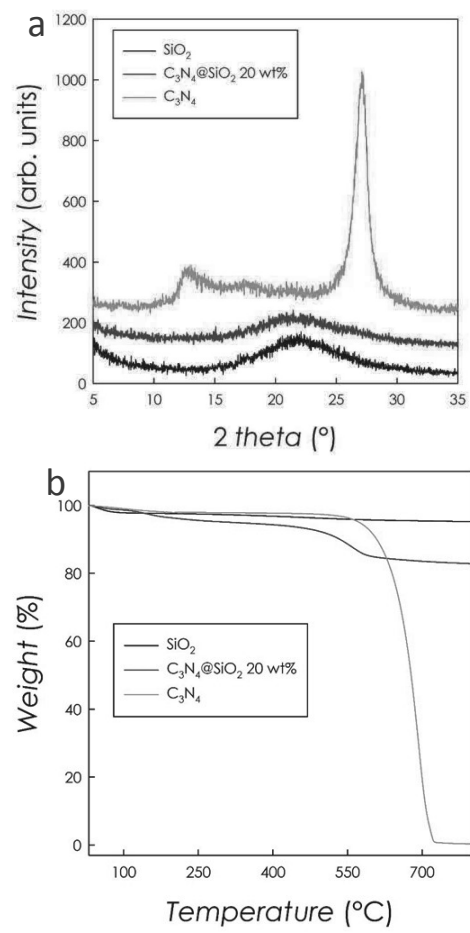 a
1200
1000
800
600
400
200
0
Intensity (arb. units)
SiO₂
C₃N₄@SiO₂ 20 wt%
C₃N₄
5 10 15 20 25 30 35
2 theta (°)
b
100
80
60
40
20
0
Weight (%)
SiO₂
C₃N₄@SiO₂ 20 wt%
C₃N₄
100 250 400 550 700
Temperature (°C)